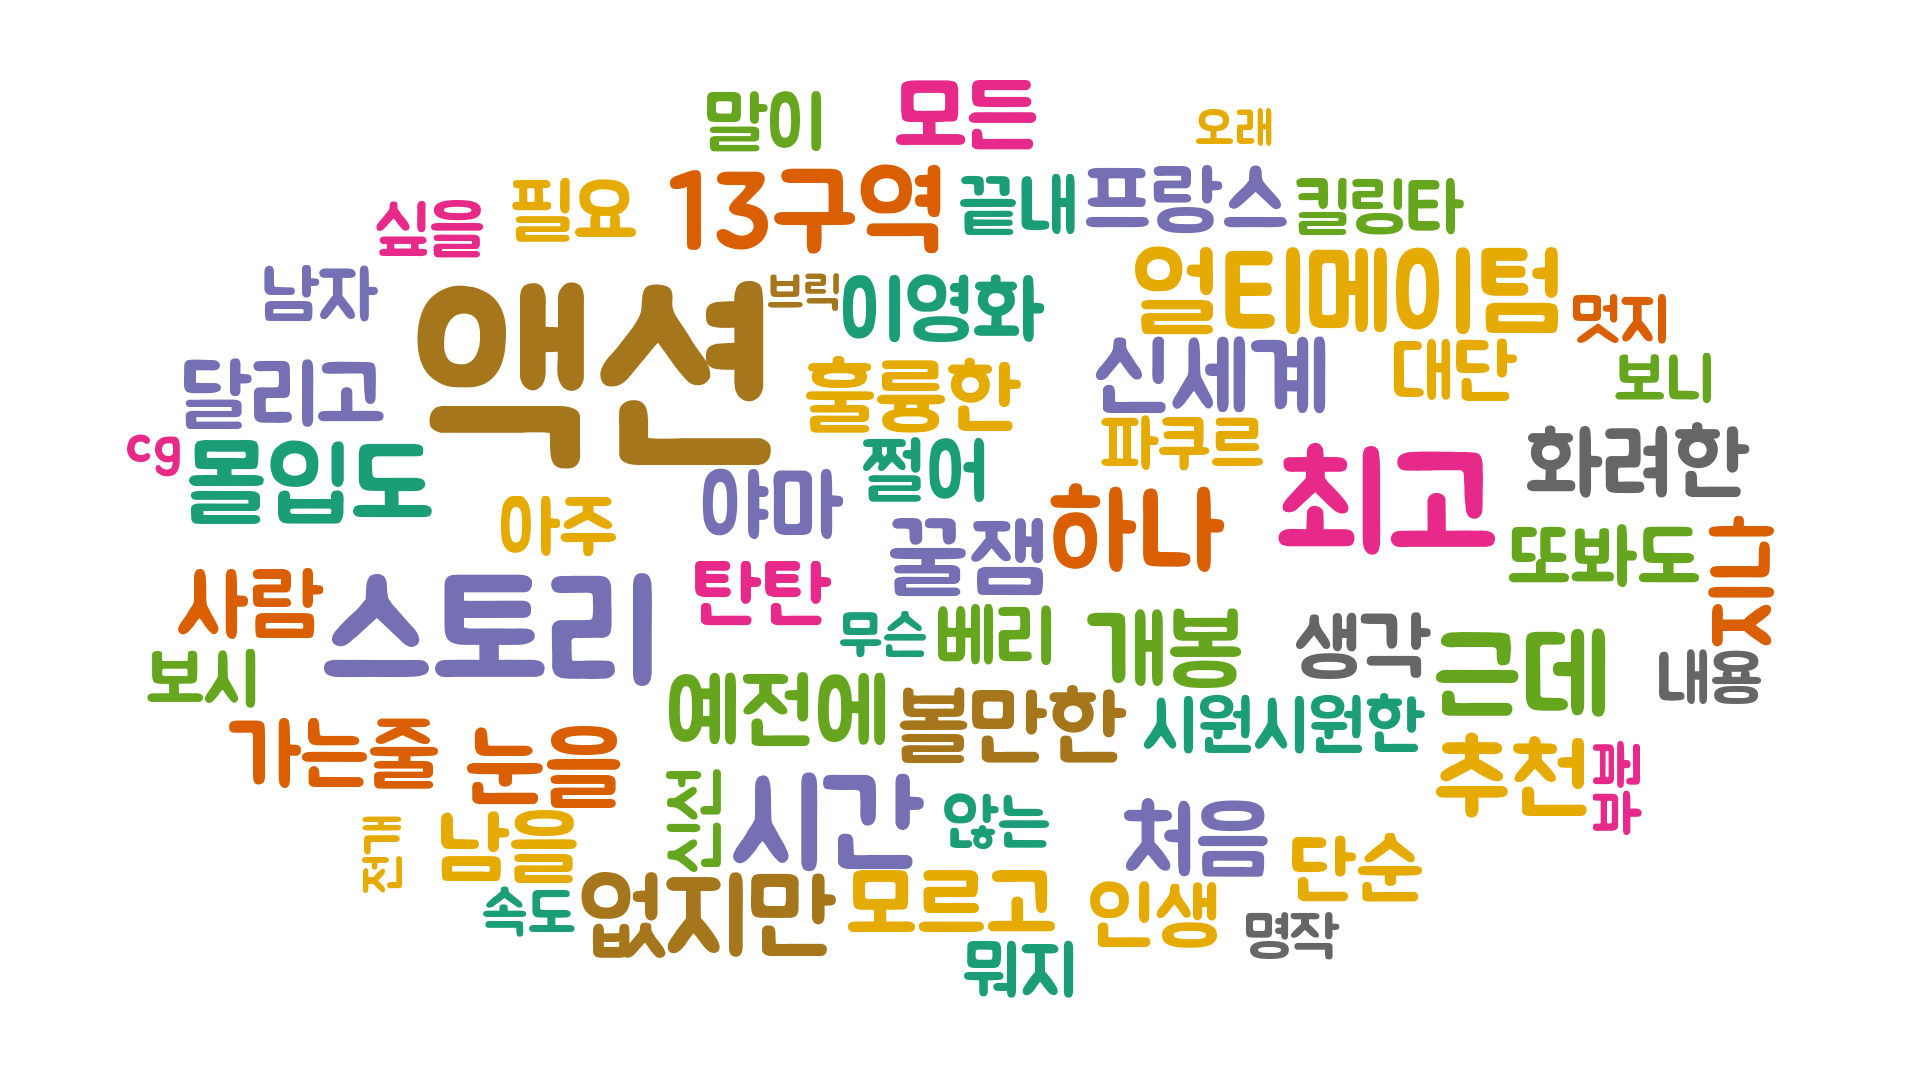 말이
모든
오래
싶을
필요
13구역
끝내
프랑스
킬링타
남자
액션
브릭
이영화
얼티메이텀
멋지
달리고
훌륭한
신세계
대단
보니
cg
몰입도
쩔어
파쿠르
최고
화려한
아주
야마
꿀잼
하나
또봐도
지니
사람
스토리
탄탄
무슨
베리
개봉
생각
근데
내용
보시
예전에
볼만한
시원시원한
가는줄
눈을
신선
시간
않는
처음
추천
전개
남을
단순
속도
없지만
모르고
인생
명작
뭐지